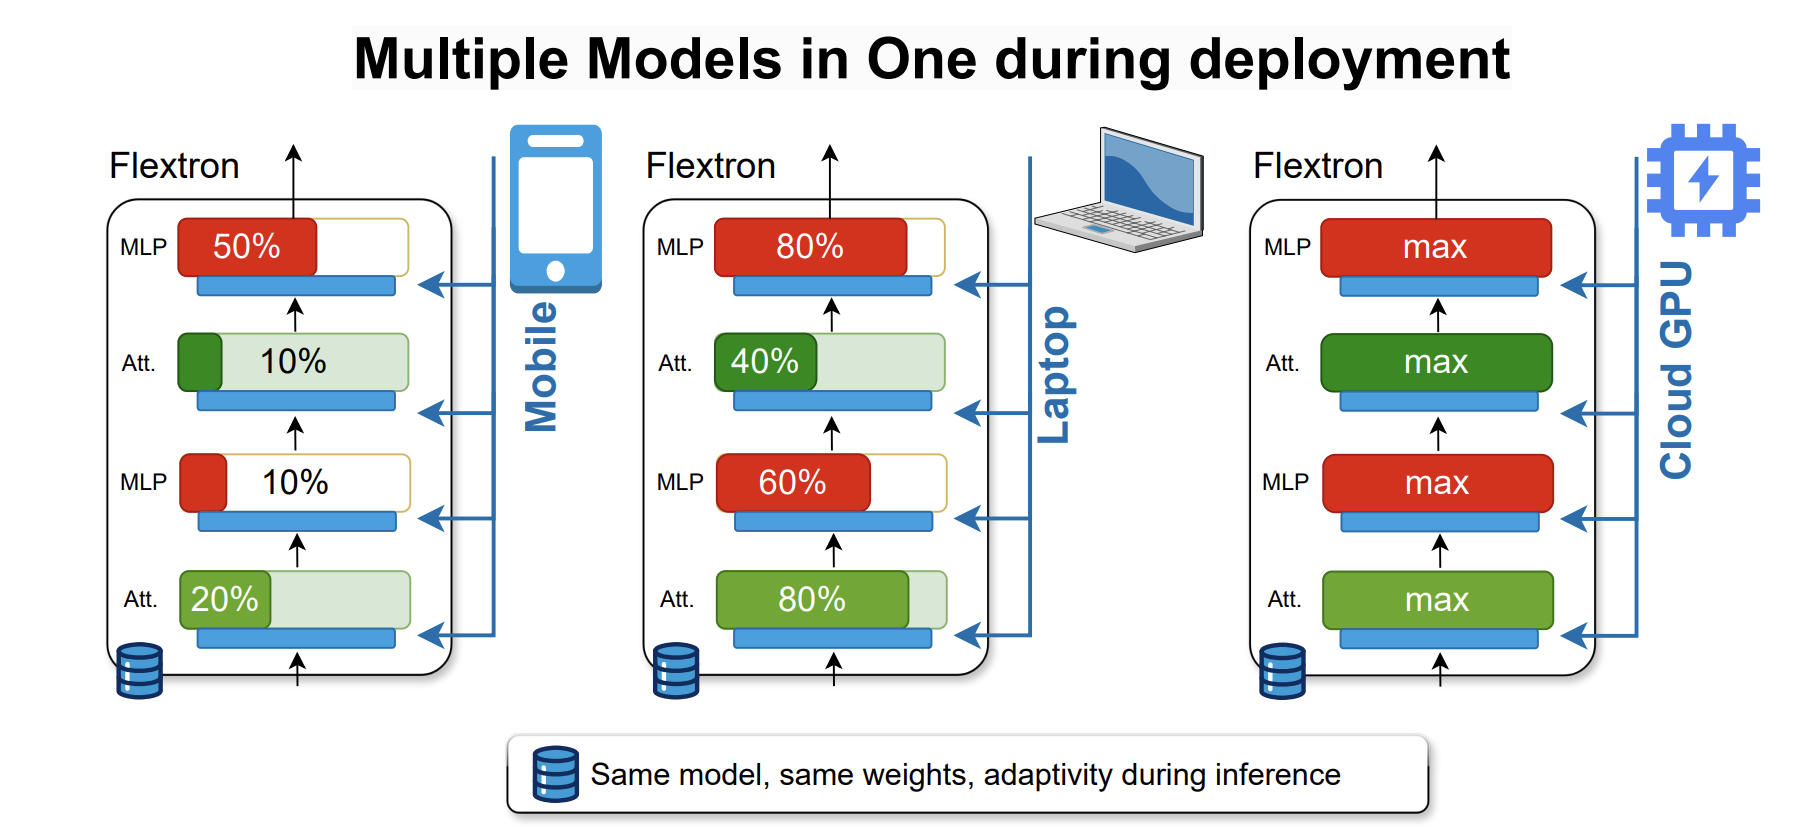 Multiple Models in One during deployment
Flextron
MLP
50%
Att.
10%
MLP
10%
Att.
20%
Mobile
Flextron
MLP
80%
Att.
40%
MLP
60%
Att.
80%
Laptop
Flextron
MLP
max
Att.
max
MLP
max
Att.
max
Cloud GPU
Same model, same weights, adaptivity during inference